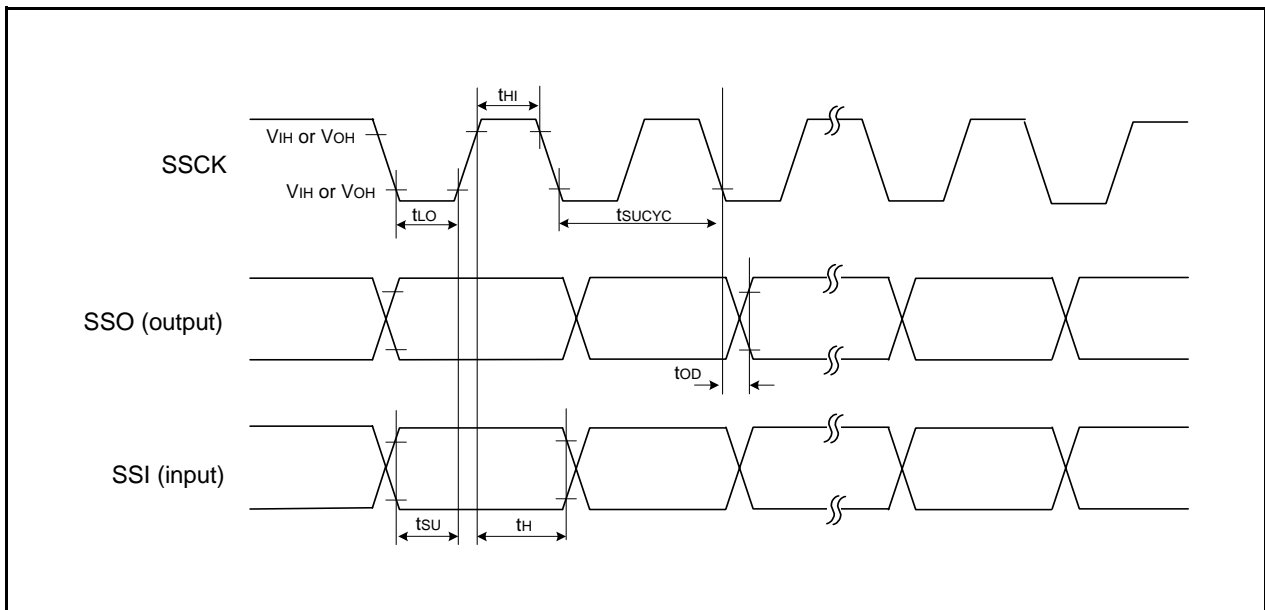 tHI
VIH or VOH
SSCK
VIH or VOH
tLO
tSUCYC
SSO (output)
tOD
SSI (input)
tSU
tH